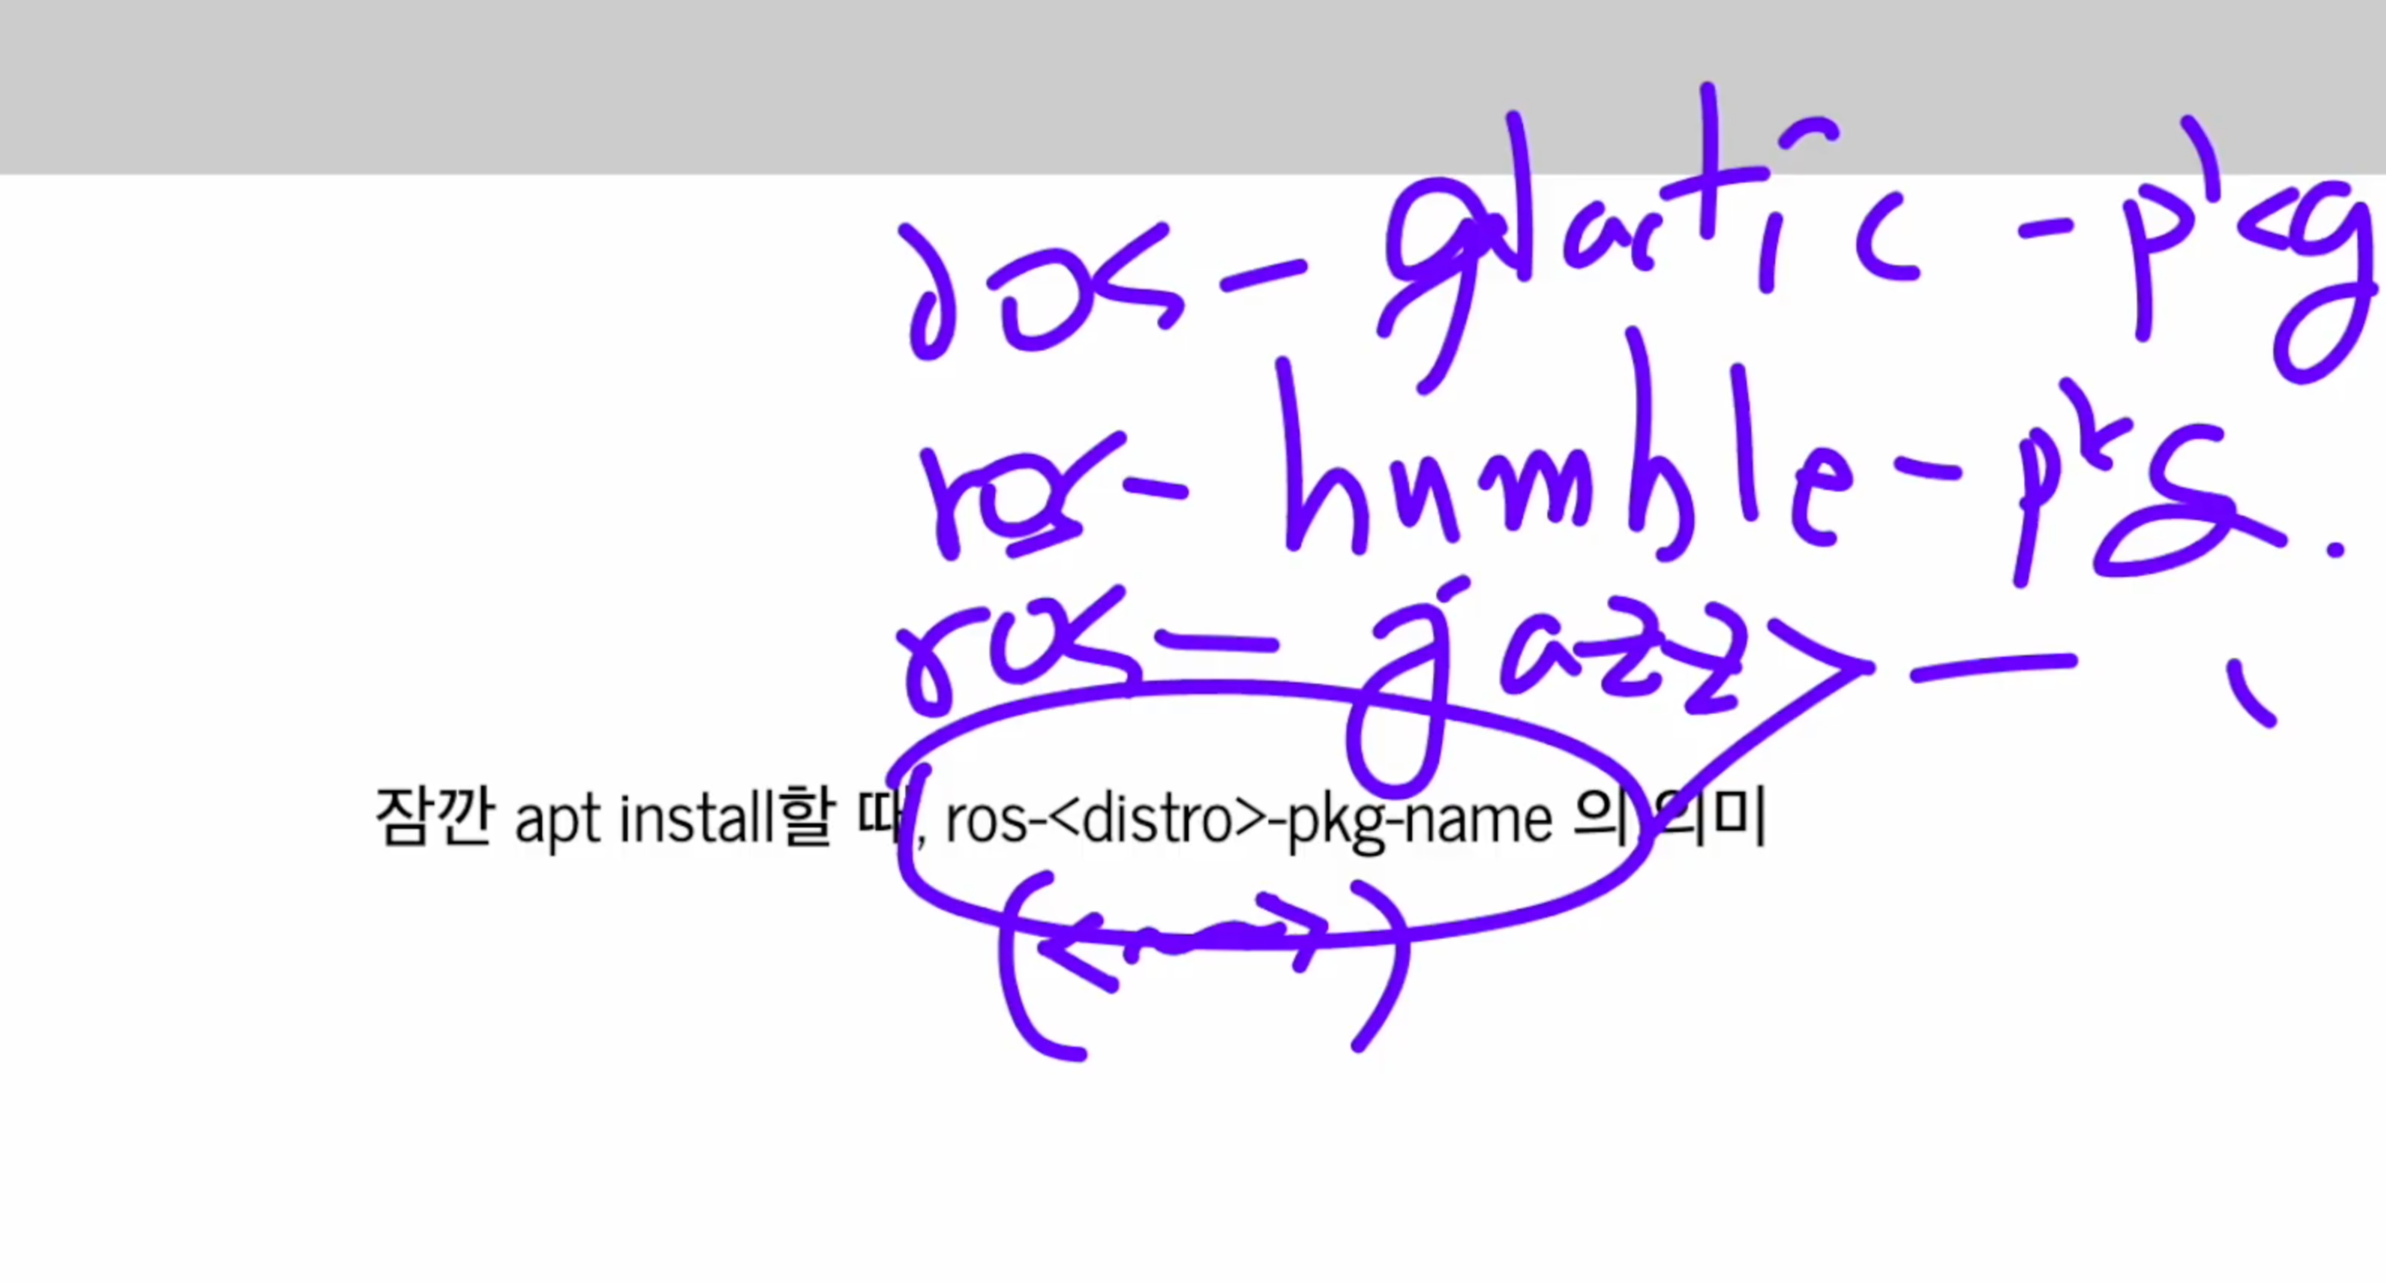 ros-galactic-pkg
ros-humble-pkg.
ros-jazzy-
잠깐 apt install할 때, ros-<distro>-pkg-name 의 의미
(< >)